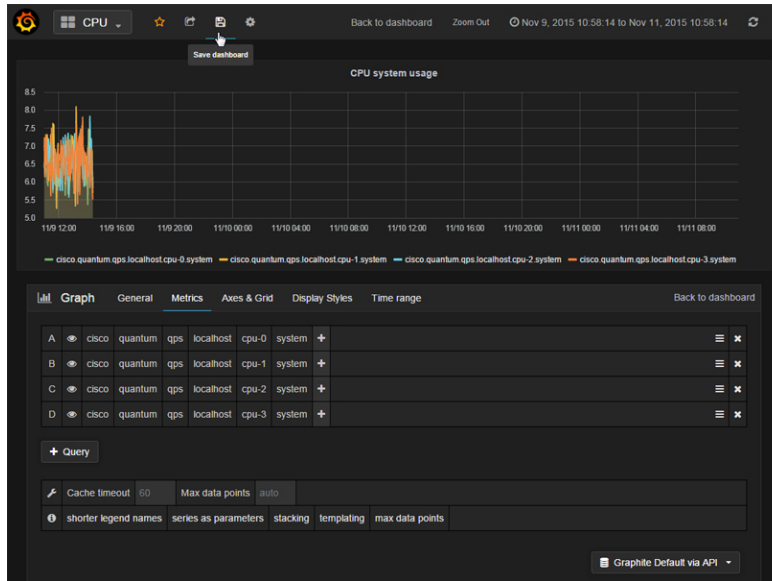 CPU
Back to dashboard Zoom Out Nov 9, 2015 10:58:14 to Nov 11, 2015 10:58:14
Save dashboard
CPU system usage
8.5
8.0
7.5
7.0
6.5
6.0
5.5
5.0
11/9 12:00 11/9 16:00 11/9 20:00 11/10 00:00 11/10 04:00 11/10 08:00 11/10 12:00 11/10 16:00 11/10 20:00 11/11 00:00 11/11 04:00 11/11 08:00
cisco.quantum.qps.localhost.cpu-0.system cisco.quantum.qps.localhost.cpu-1.system cisco.quantum.qps.localhost.cpu-2.system cisco.quantum.qps.localhost.cpu-3.system
Graph General Metrics Axes & Grid Display Styles Time range Back to dashboard
A cisco quantum qps localhost cpu-0 system +
B cisco quantum qps localhost cpu-1 system +
C cisco quantum qps localhost cpu-2 system +
D cisco quantum qps localhost cpu-3 system +
+ Query
Cache timeout 60 Max data points auto
shorter legend names series as parameters stacking templating max data points
Graphite Default via API